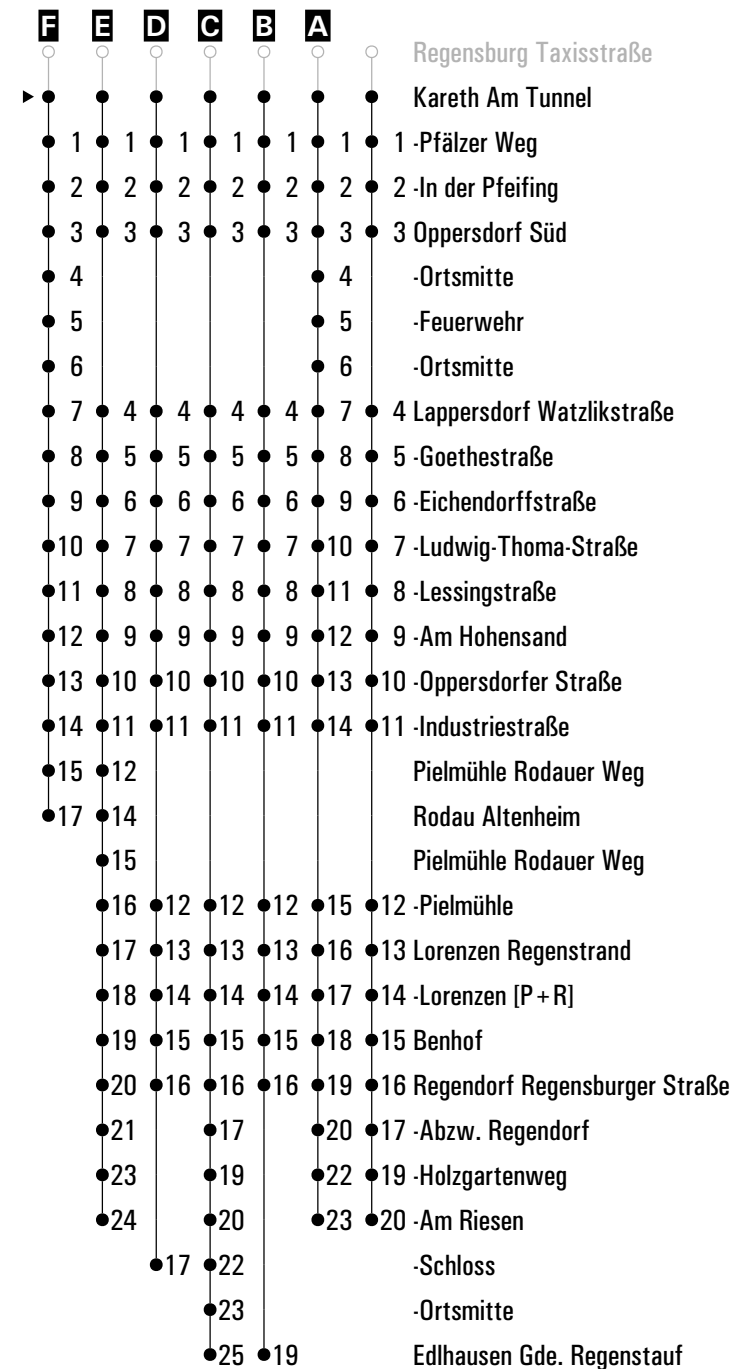 F E D C B A
Regensburg Taxisstraße
Kareth Am Tunnel
1 1 1 1 1 1 1 -Pfälzer Weg
2 2 2 2 2 2 2 -In der Pfeifing
3 3 3 3 3 3 3 Oppersdorf Süd
4 4 -Ortsmitte
5 5 -Feuerwehr
6 6 -Ortsmitte
7 4 4 4 4 7 4 Lappersdorf Watzlikstraße
8 5 5 5 5 8 5 -Goethestraße
9 6 6 6 6 9 6 -Eichendorffstraße
10 7 7 7 7 10 7 -Ludwig-Thoma-Straße
11 8 8 8 8 11 8 -Lessingstraße
12 9 9 9 9 12 9 -Am Hohensand
13 10 10 10 10 13 10 -Oppersdorfer Straße
14 11 11 11 11 14 11 -Industriestraße
15 12 Pielmühle Rodauer Weg
17 14 Rodau Altenheim
15 Pielmühle Rodauer Weg
16 12 12 12 15 12 -Pielmühle
17 13 13 13 16 13 Lorenzen Regenstrand
18 14 14 14 17 14 -Lorenzen [P+R]
19 15 15 15 18 15 Benhof
20 16 16 16 19 16 Regendorf Regensburger Straße
21 17 20 17 -Abzw. Regendorf
23 19 22 19 -Holzgartenweg
24 20 23 20 -Am Riesen
17 22 -Schloss
23 -Ortsmitte
25 19 Edlhausen Gde. Regenstauf